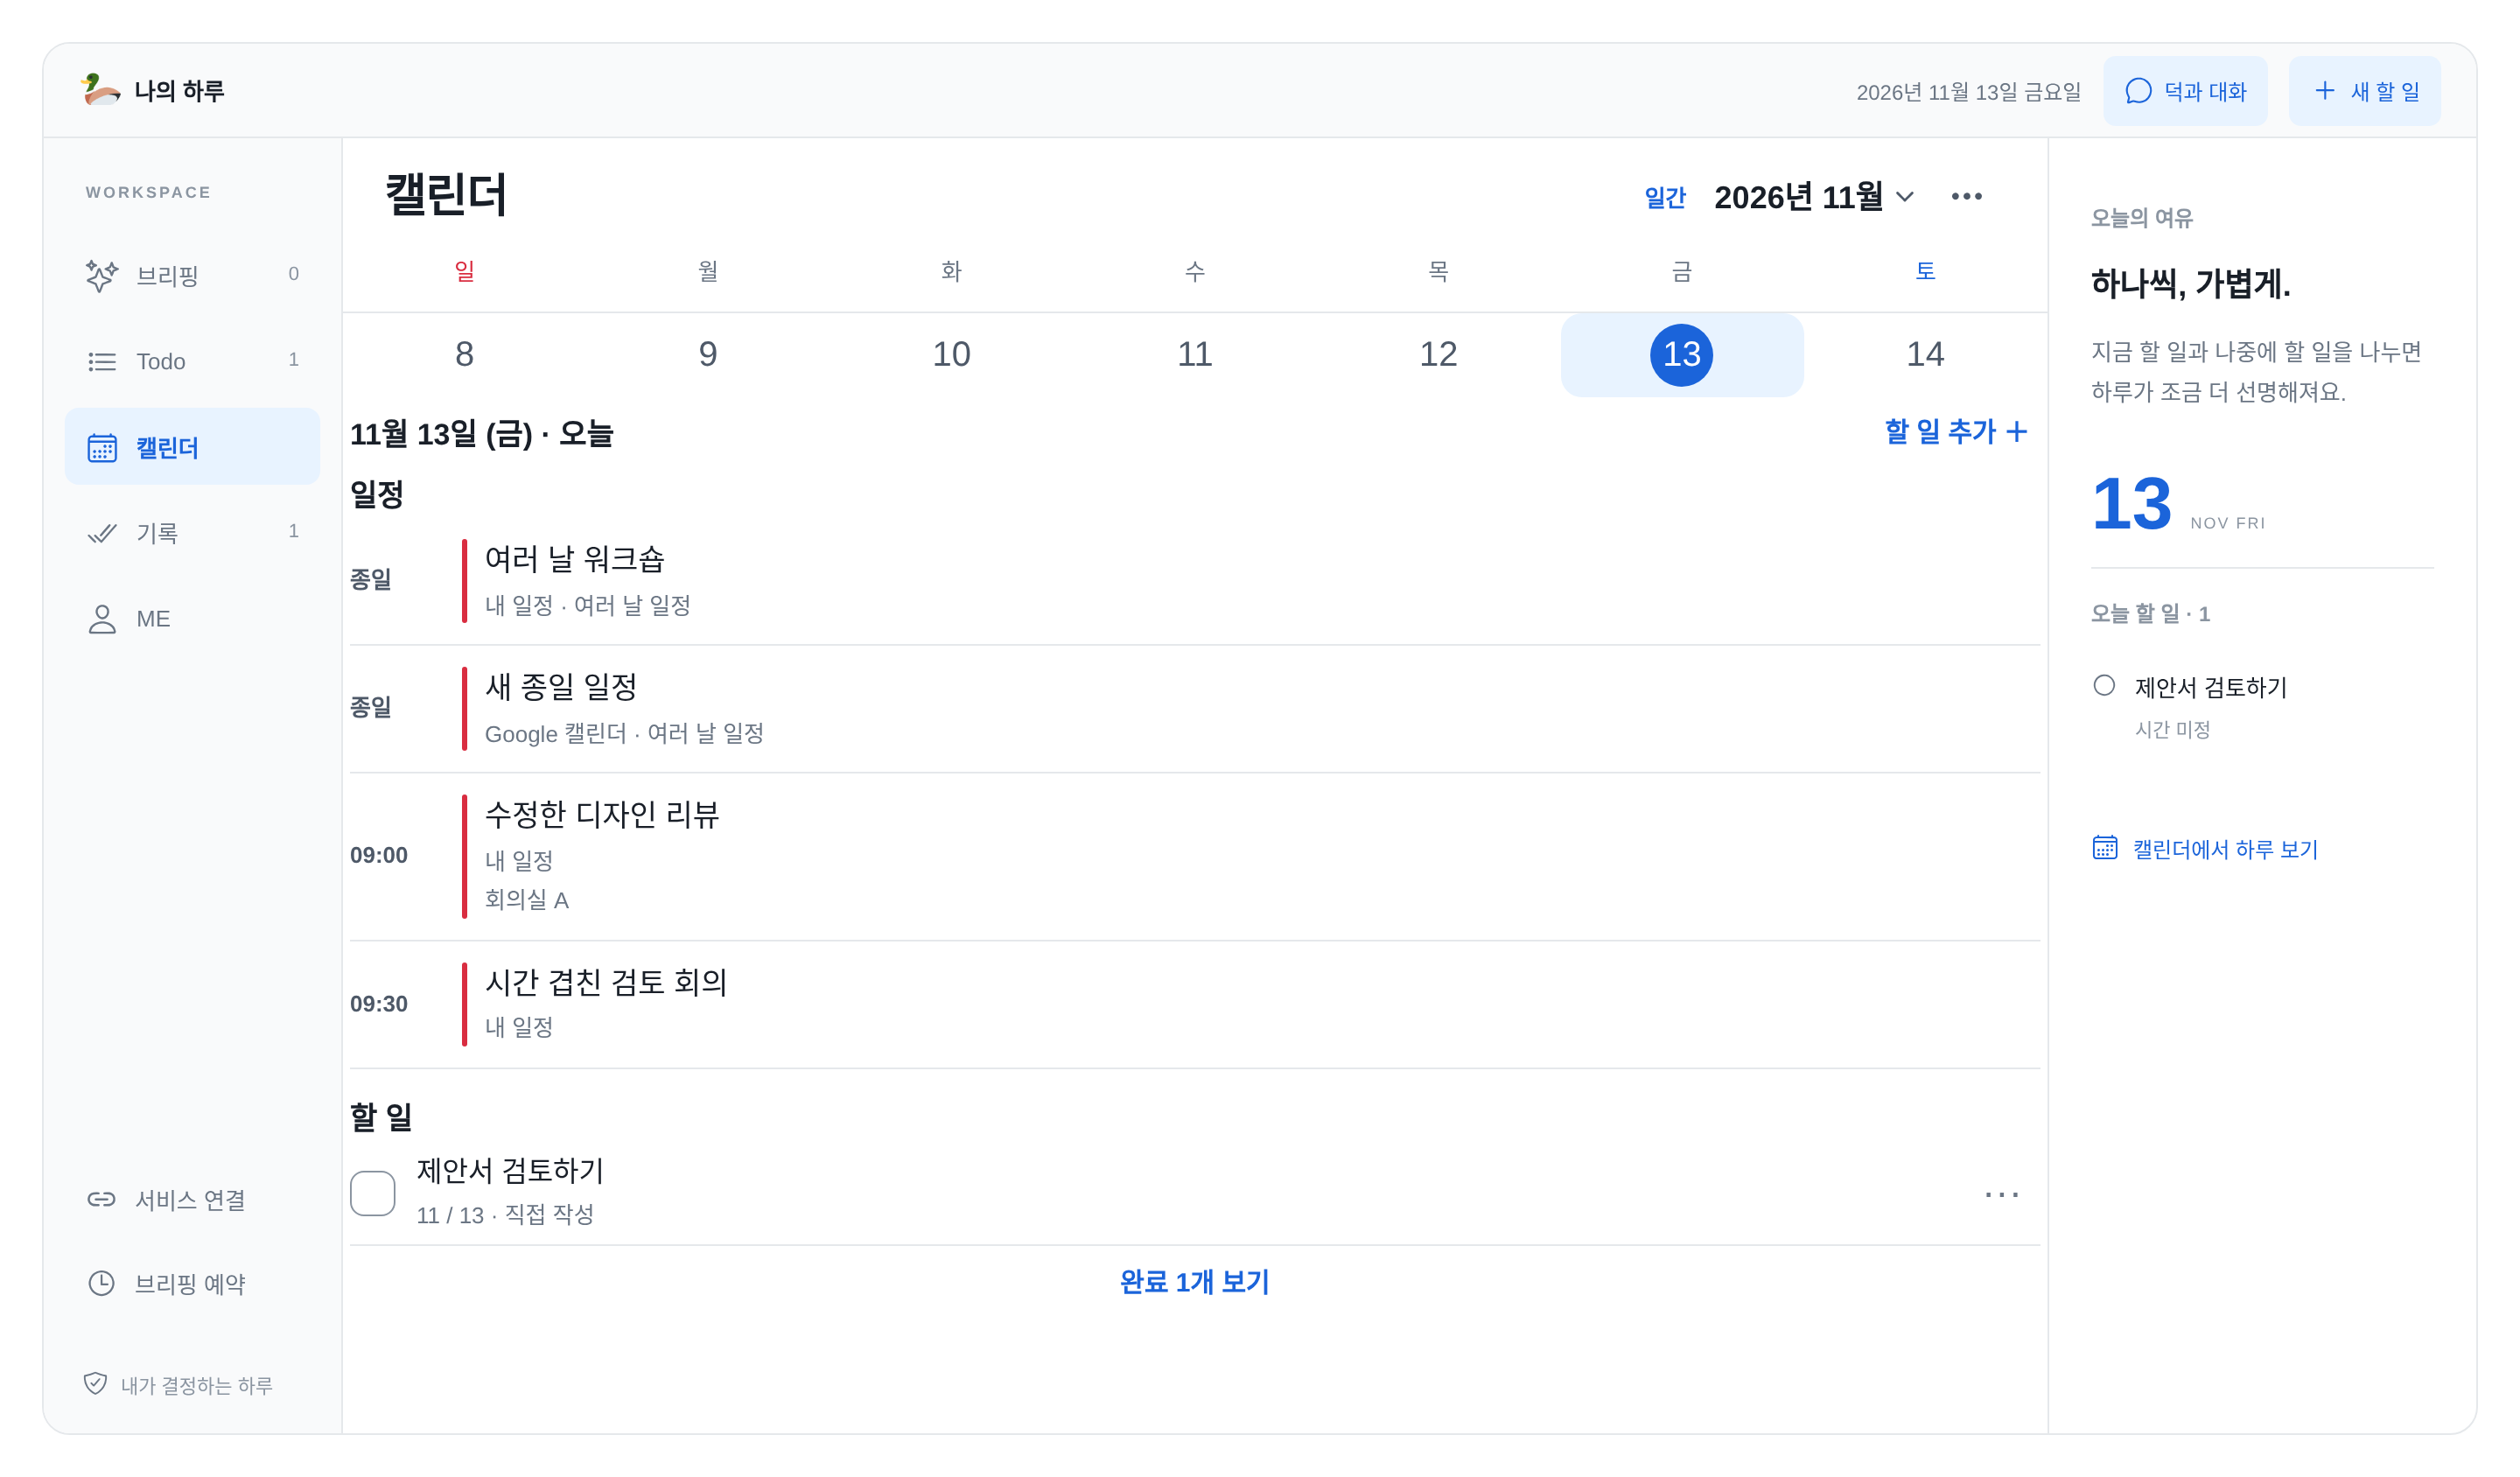 나의 하루
2026년 11월 13일 금요일
덕과 대화
새 할 일
WORKSPACE
브리핑 0
Todo 1
캘린더
기록 1
ME
서비스 연결
브리핑 예약
내가 결정하는 하루
캘린더
일간 2026년 11월
일 월 화 수 목 금 토
8 9 10 11 12 13 14
11월 13일 (금) · 오늘
할 일 추가
일정
종일
여러 날 워크숍
내 일정 · 여러 날 일정
종일
새 종일 일정
Google 캘린더 · 여러 날 일정
09:00
수정한 디자인 리뷰
내 일정
회의실 A
09:30
시간 겹친 검토 회의
내 일정
할 일
제안서 검토하기
11 / 13 · 직접 작성
완료 1개 보기
오늘의 여유
하나씩, 가볍게.
지금 할 일과 나중에 할 일을 나누면
하루가 조금 더 선명해져요.
13 NOV FRI
오늘 할 일 · 1
제안서 검토하기
시간 미정
캘린더에서 하루 보기